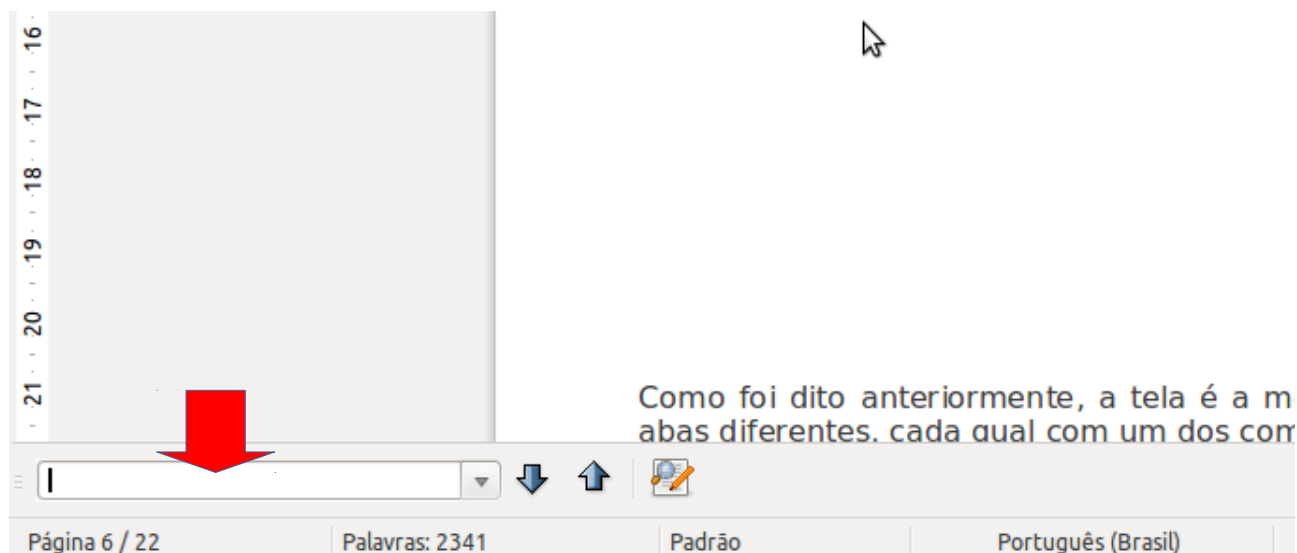 16
17
18
19
20
21
Como foi dito anteriormente, a tela é a
abas diferentes, cada qual com um dos
Página 6 / 22
Palavras: 2341
Padrão
Português (Brasil)